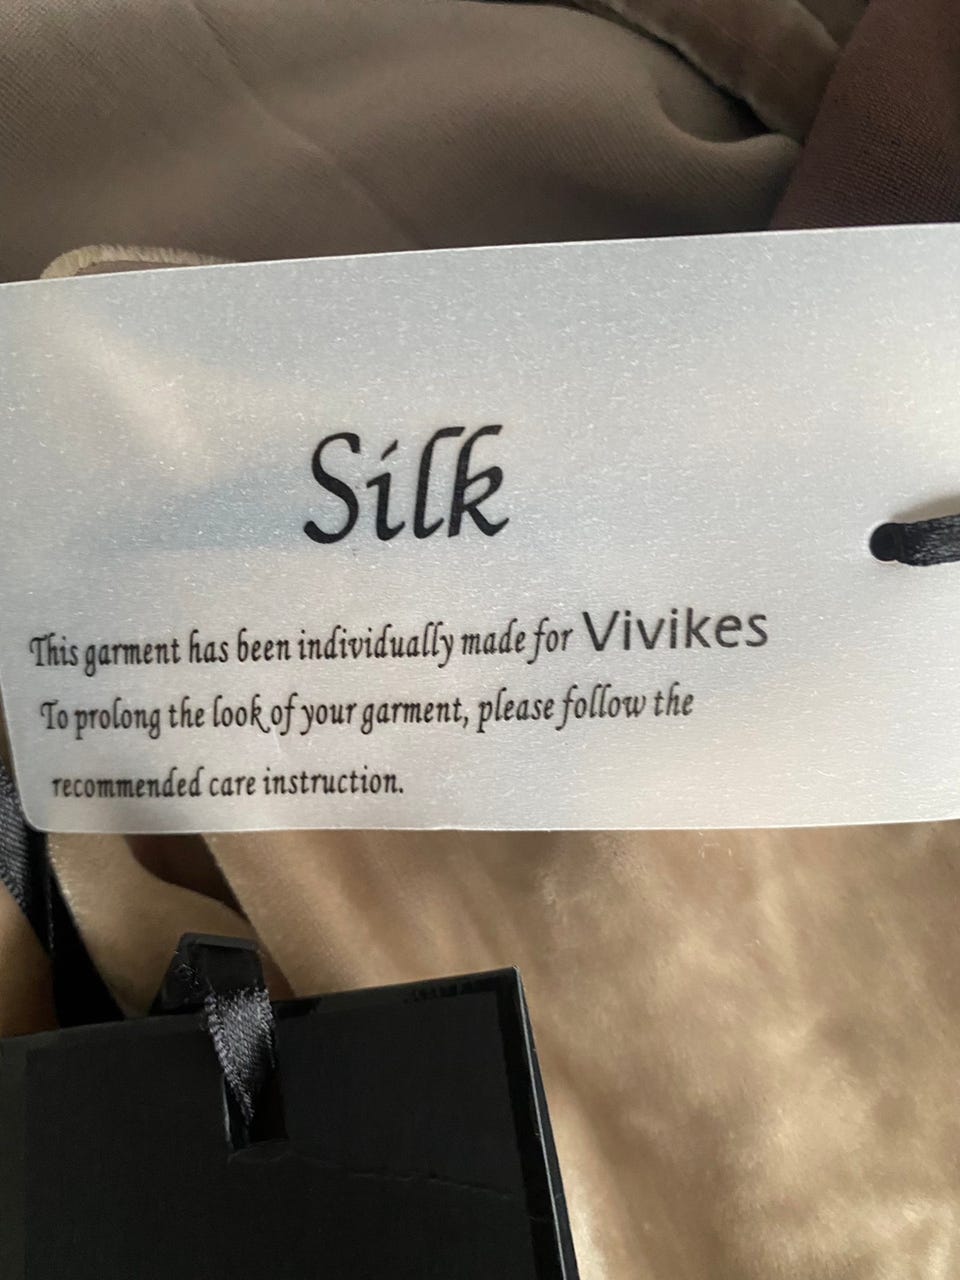 Silk
This garment has been individually made for Vivikes
To prolong the look of your garment, please follow the
recommended care instruction.